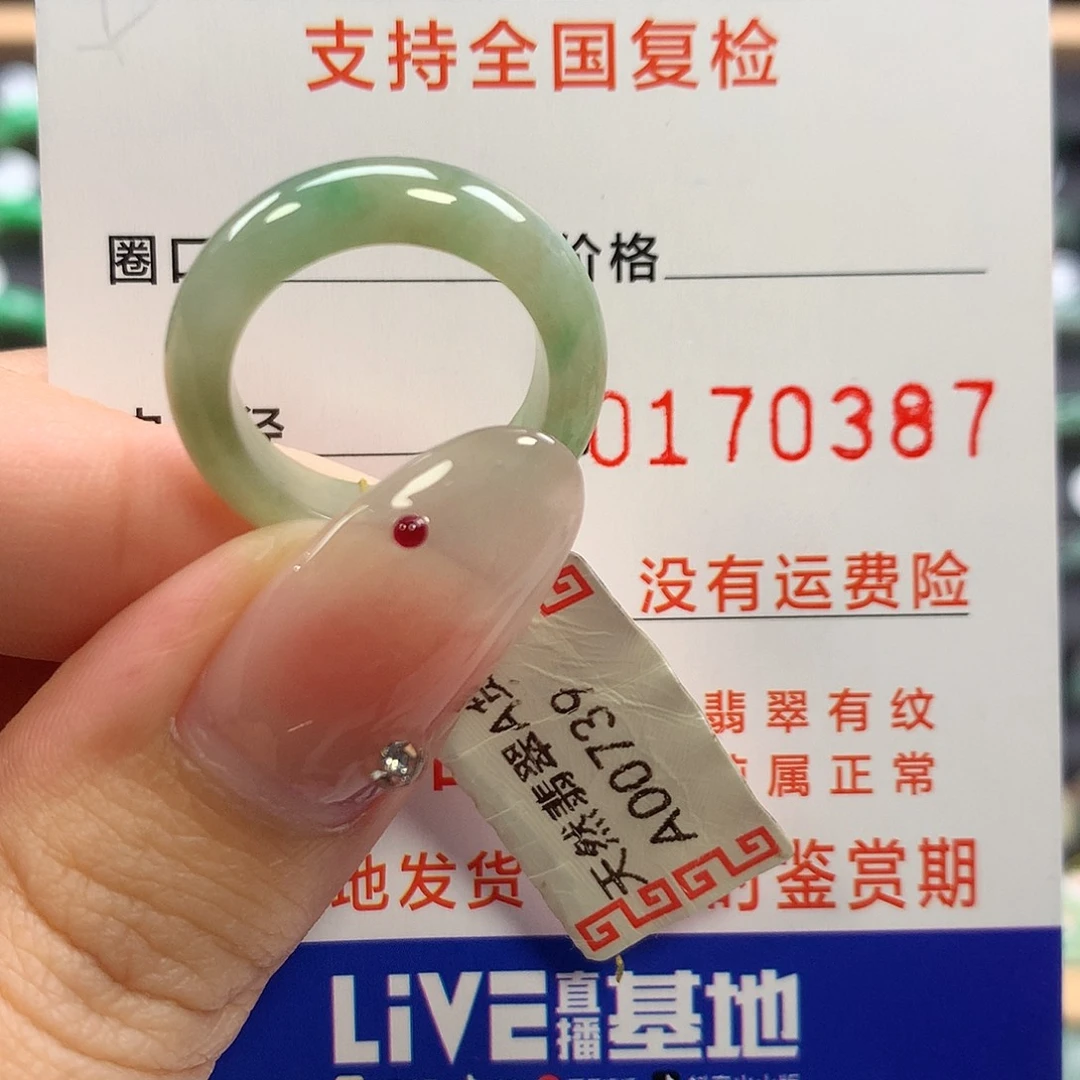 支持全国复检
圈口
价格
径
0170387
没有运费险
翡翠有纹
属正常
地发货
时鉴赏期
天然翡翠A货
A00739
LiVE直播基地